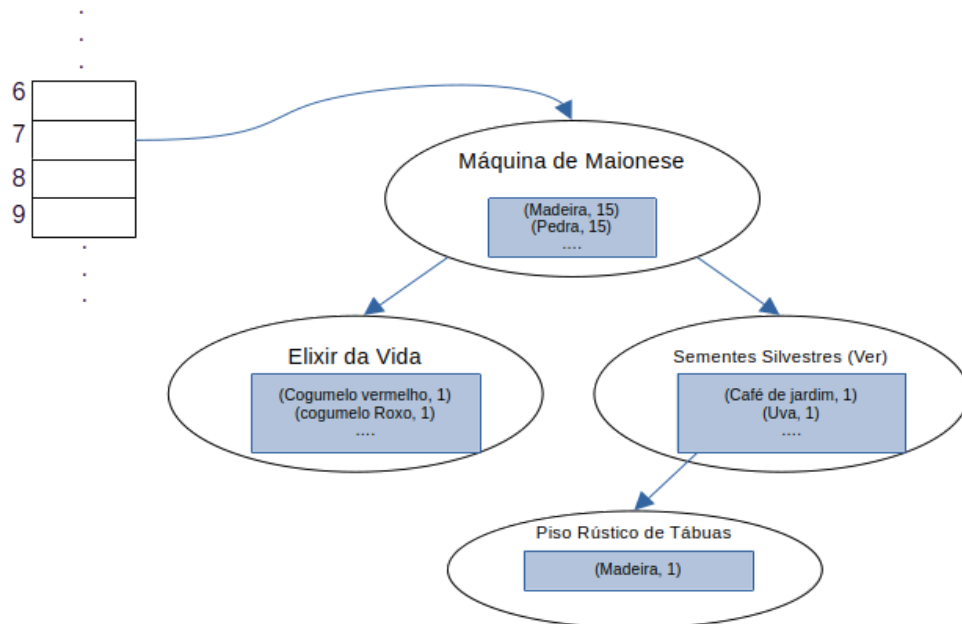 6
7
8
9
Máquina de Maionese
(Madeira, 15)
(Pedra, 15)
....
Elixir da Vida
(Cogumelo vermelho, 1)
(cogumelo Roxo, 1)
....
Sementes Silvestres (Ver)
(Café de jardim, 1)
(Uva, 1)
....
Piso Rústico de Tábuas
(Madeira, 1)